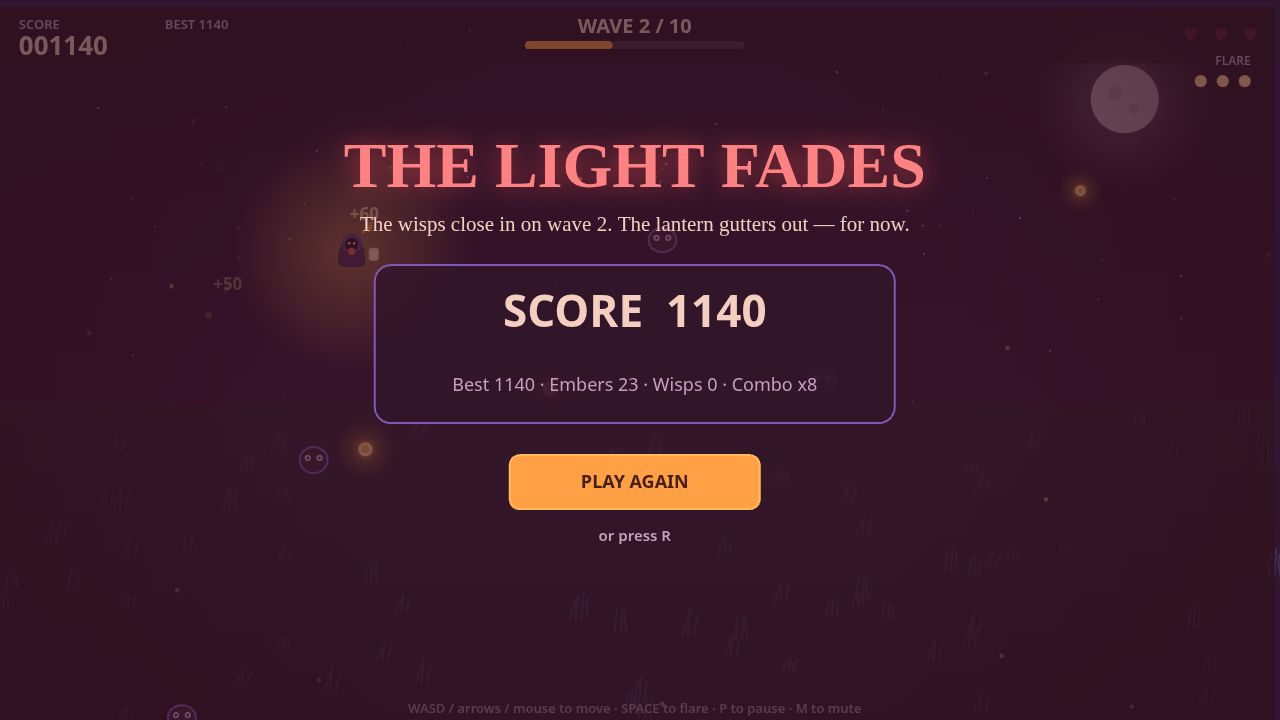 SCORE
BEST 1140
WAVE 2 / 10
001140
FLARE
THE LIGHT FADES
+60
The wisps close in on wave 2. The lantern gutters out — for now.
+50
SCORE 1140
Best 1140 · Embers 23 · Wisps 0 · Combo x8
PLAY AGAIN
or press R
WASD / arrows / mouse to move · SPACE to flare · P to pause · M to mute